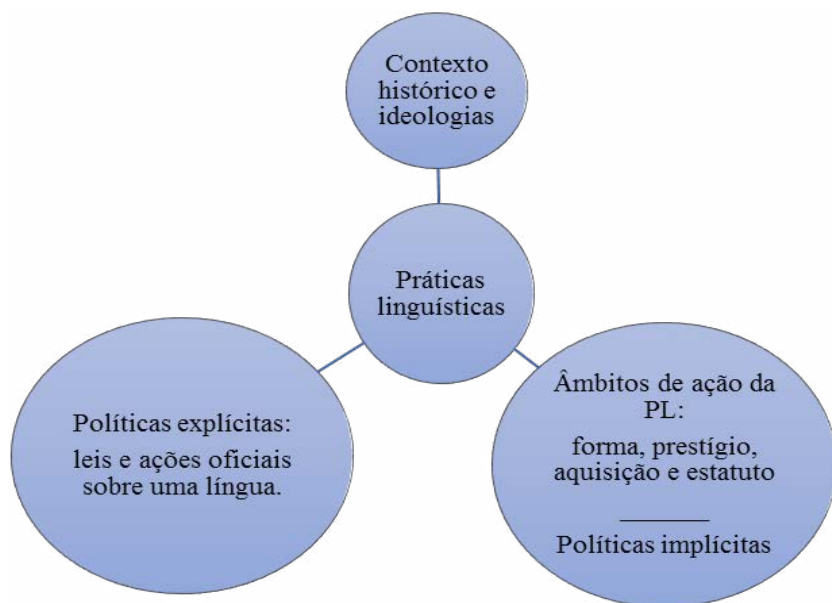 Contexto
histórico e
ideologias
Práticas
linguísticas
Políticas explícitas:
leis e ações oficiais
sobre uma língua.
Âmbitos de ação da
PL:
forma, prestígio,
aquisição e estatuto
Políticas implícitas